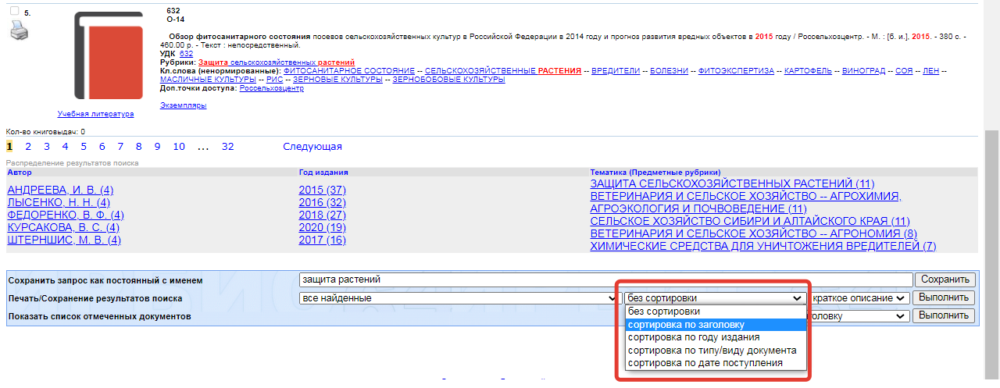 5.
632
О-14
Обзор фитосанитарного состояния посевов сельскохозяйственных культур в Российской Федерации в 2014 году и прогноз развития вредных объектов в 2015 году / Россельхозцентр. - М. : [б. и.], 2015. - 380 с. -
460.00 р. - Текст : непосредственный.
УДК 632
Рубрики: Защита сельскохозяйственных растений
Кл.слова (ненормированные): ФИТОСАНИТАРНОЕ СОСТОЯНИЕ -- СЕЛЬСКОХОЗЯЙСТВЕННЫЕ РАСТЕНИЯ -- ВРЕДИТЕЛИ -- БОЛЕЗНИ -- ФИТОЭКСПЕРТИЗА -- КАРТОФЕЛЬ -- ВИНОГРАД -- СОЯ -- ЛЕН --
МАСЛИЧНЫЕ КУЛЬТУРЫ -- РИС -- ЗЕРНОВЫЕ КУЛЬТУРЫ -- ЗЕРНОБОБОВЫЕ КУЛЬТУРЫ
Доп.точки доступа: Россельхозцентр
Экземпляры
Учебная литература
Кол-во книговыдач: 0
1 2 3 4 5 6 7 8 9 10 ... 32 Следующая
Распределение результатов поиска
Автор Год издания Тематика (Предметные рубрики)
АНДРЕЕВА, И. В. (4)
ЛЫСЕНКО, Н. Н. (4)
ФЕДОРЕНКО, В. Ф. (4)
КУРСАКОВА, В. С. (4)
ШТЕРНШИС, М. В. (4)
2015 (37)
2016 (32)
2018 (27)
2020 (19)
2017 (16)
ЗАЩИТА СЕЛЬСКОХОЗЯЙСТВЕННЫХ РАСТЕНИЙ (11)
ВЕТЕРИНАРИЯ И СЕЛЬСКОЕ ХОЗЯЙСТВО -- АГРОХИМИЯ,
АГРОЭКОЛОГИЯ И ПОЧВОВЕДЕНИЕ (11)
СЕЛЬСКОЕ ХОЗЯЙСТВО СИБИРИ И АЛТАЙСКОГО КРАЯ (11)
ВЕТЕРИНАРИЯ И СЕЛЬСКОЕ ХОЗЯЙСТВО -- АГРОНОМИЯ (8)
ХИМИЧЕСКИЕ СРЕДСТВА ДЛЯ УНИЧТОЖЕНИЯ ВРЕДИТЕЛЕЙ (7)
Сохранить запрос как постоянный с именем защита растений Сохранить
Печать/Сохранение результатов поиска все найденные без сортировки краткое описание Выполнить
Показать список отмеченных документов оловку Выполнить
без сортировки
сортировка по заголовку
сортировка по году издания
сортировка по типу/виду документа
сортировка по дате поступления